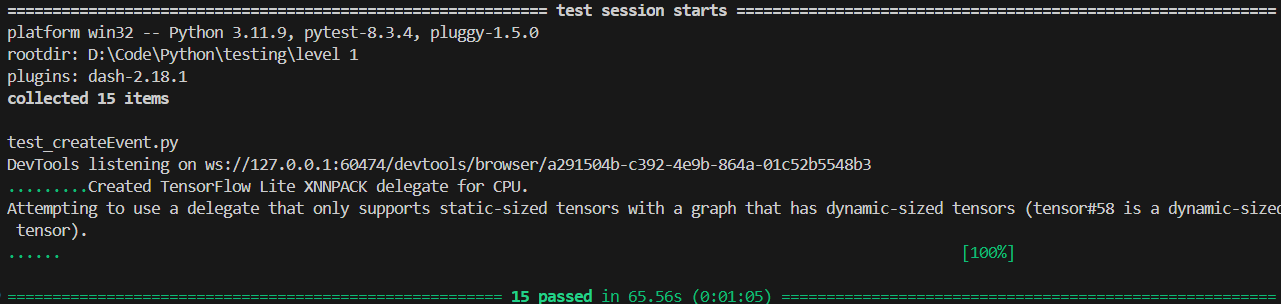 ============================================================ test session starts ============================================================
platform win32 -- Python 3.11.9, pytest-8.3.4, pluggy-1.5.0
rootdir: D:\Code\Python\testing\level 1
plugins: dash-2.18.1
collected 15 items

test_createEvent.py
DevTools listening on ws://127.0.0.1:60474/devtools/browser/a291504b-c392-4e9b-864a-01c52b5548b3
.........Created TensorFlow Lite XNNPACK delegate for CPU.
Attempting to use a delegate that only supports static-sized tensors with a graph that has dynamic-sized tensors (tensor#58 is a dynamic-sized
 tensor).
...... [100%]

======================================================= 15 passed in 65.56s (0:01:05) =======================================================